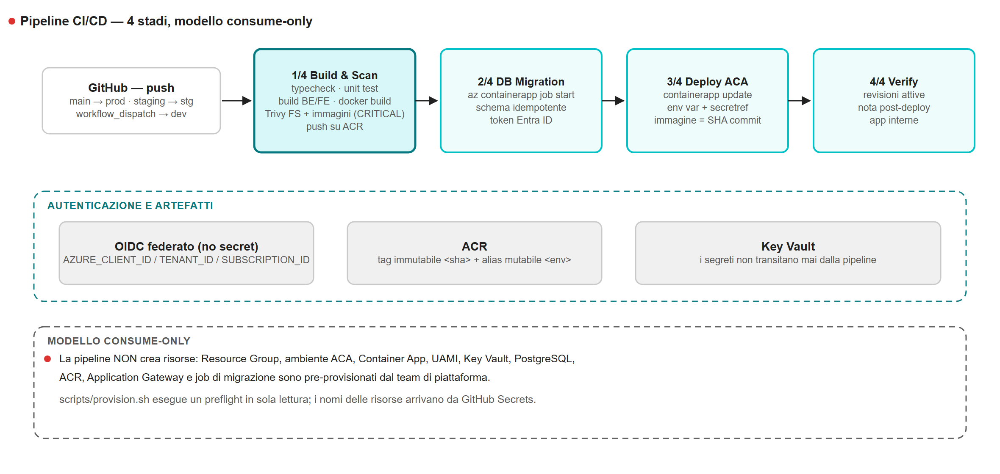 Pipeline CI/CD — 4 stadi, modello consume-only
GitHub — push
main → prod · staging → stg
workflow_dispatch → dev
1/4 Build & Scan
typecheck · unit test
build BE/FE · docker build
Trivy FS + immagini (CRITICAL)
push su ACR
2/4 DB Migration
az containerapp job start
schema idempotente
token Entra ID
3/4 Deploy ACA
containerapp update
env var + secretref
immagine = SHA commit
4/4 Verify
revisioni attive
nota post-deploy
app interne
AUTENTICAZIONE E ARTEFATTI
OIDC federato (no secret)
AZURE_CLIENT_ID / TENANT_ID / SUBSCRIPTION_ID
ACR
tag immutabile <sha> + alias mutabile <env>
Key Vault
i segreti non transitano mai dalla pipeline
MODELLO CONSUME-ONLY
La pipeline NON crea risorse: Resource Group, ambiente ACA, Container App, UAMI, Key Vault, PostgreSQL,
ACR, Application Gateway e job di migrazione sono pre-provisionati dal team di piattaforma.
scripts/provision.sh esegue un preflight in sola lettura; i nomi delle risorse arrivano da GitHub Secrets.